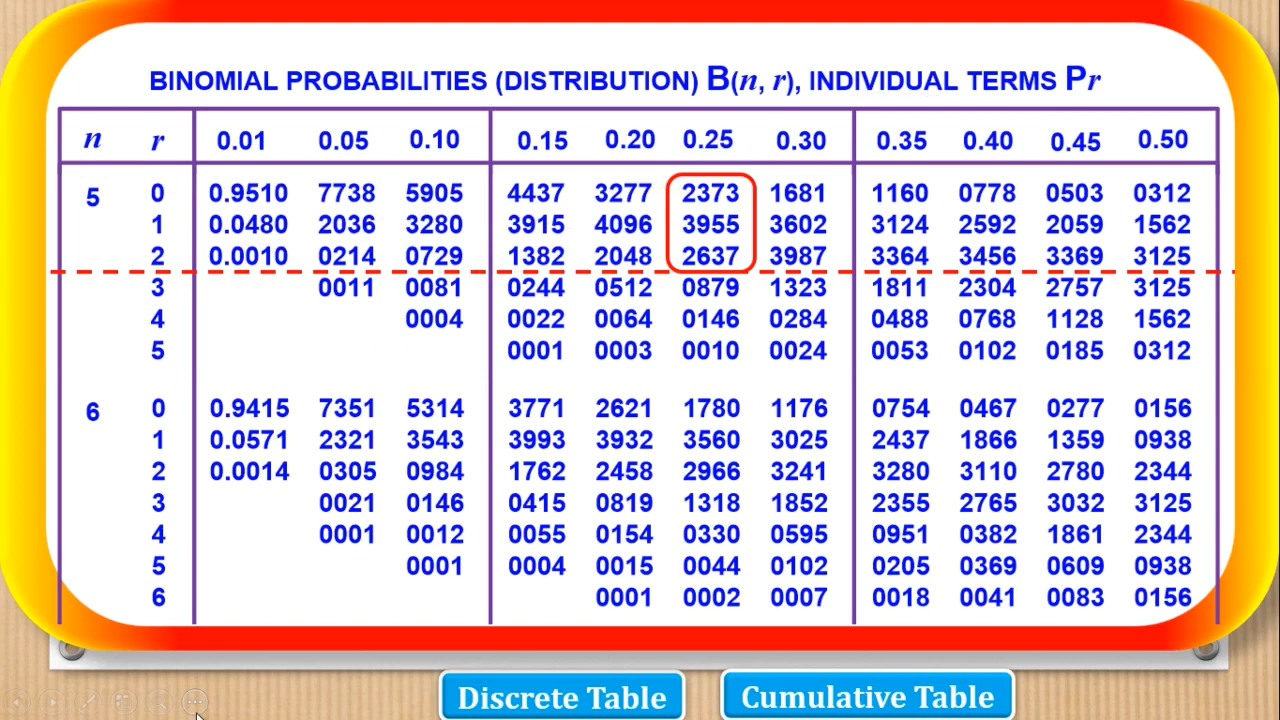 BINOMIAL PROBABILITIES (DISTRIBUTION) B(n, r), INDIVIDUAL TERMS Pr
n r 0.01 0.05 0.10 0.15 0.20 0.25 0.30 0.35 0.40 0.45 0.50
5 0 0.9510 7738 5905 4437 3277 2373 1681 1160 0778 0503 0312
1 0.0480 2036 3280 3915 4096 3955 3602 3124 2592 2059 1562
2 0.0010 0214 0729 1382 2048 2637 3987 3364 3456 3369 3125
3 0011 0081 0244 0512 0879 1323 1811 2304 2757 3125
4 0004 0022 0064 0146 0284 0488 0768 1128 1562
5 0001 0003 0010 0024 0053 0102 0185 0312
6 0 0.9415 7351 5314 3771 2621 1780 1176 0754 0467 0277 0156
1 0.0571 2321 3543 3993 3932 3560 3025 2437 1866 1359 0938
2 0.0014 0305 0984 1762 2458 2966 3241 3280 3110 2780 2344
3 0021 0146 0415 0819 1318 1852 2355 2765 3032 3125
4 0001 0012 0055 0154 0330 0595 0951 0382 1861 2344
5 0001 0004 0015 0044 0102 0205 0369 0609 0938
6 0001 0002 0007 0018 0041 0083 0156
Discrete Table Cumulative Table